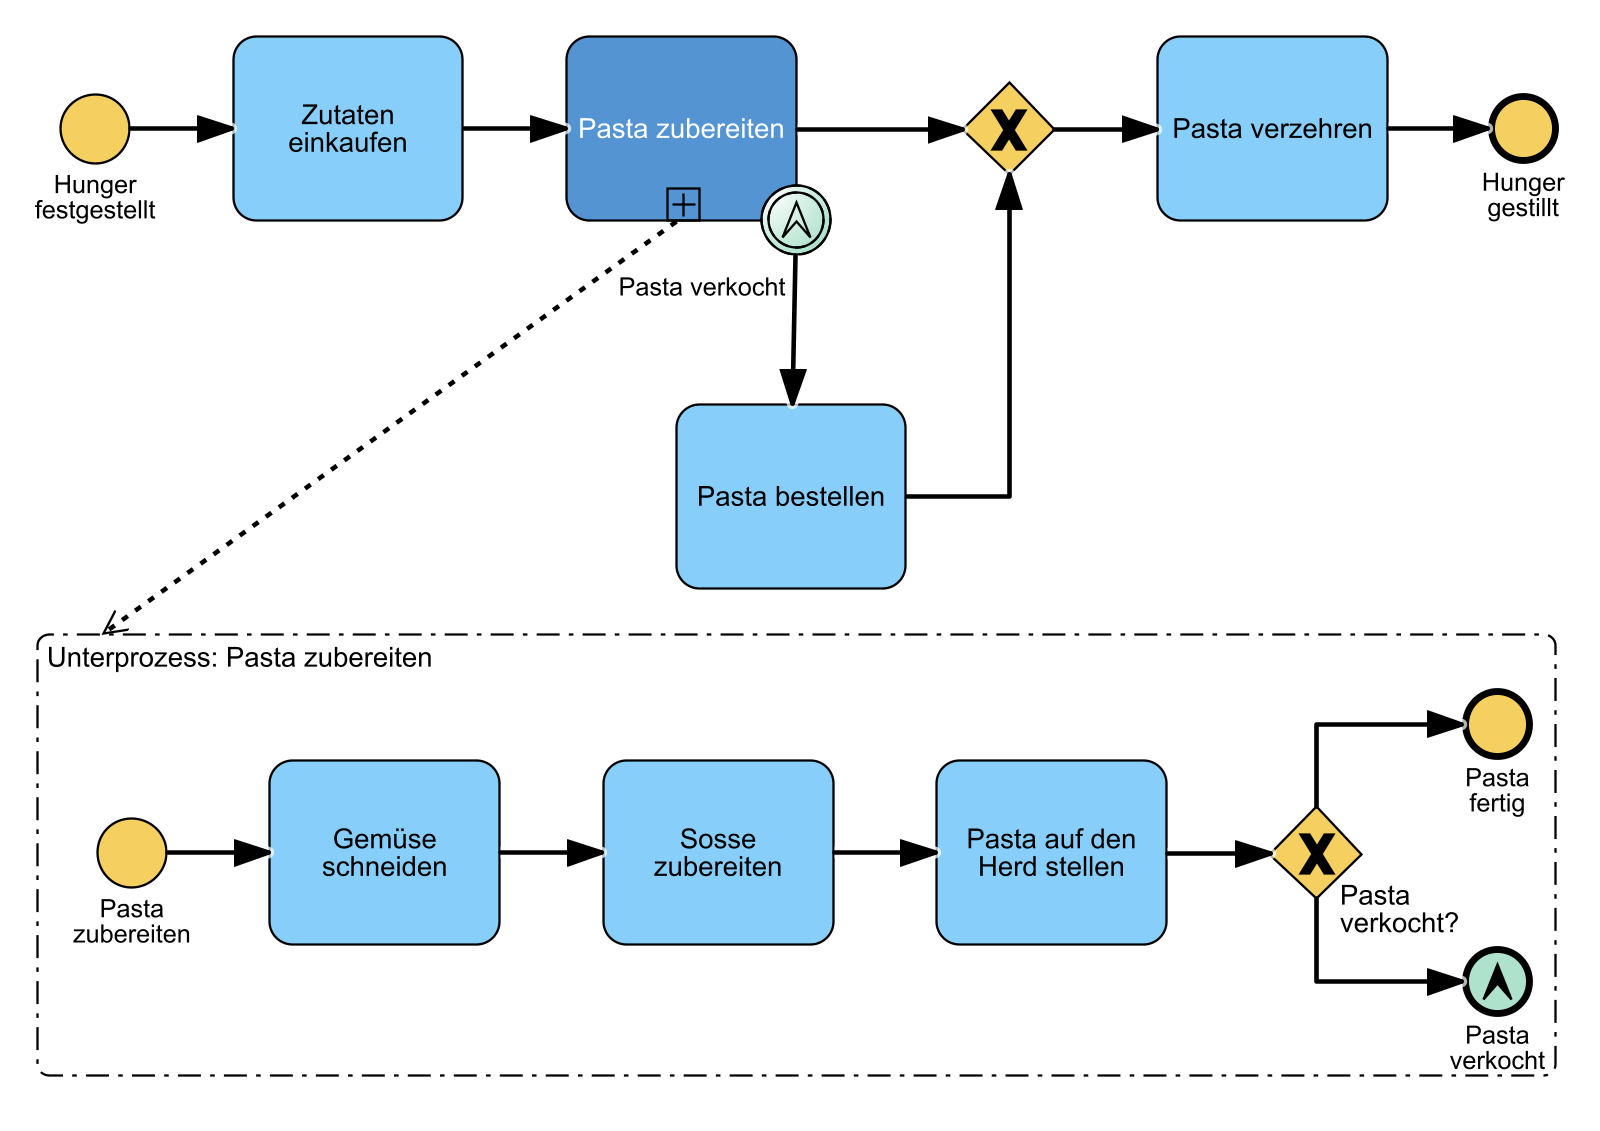 Zutaten
einkaufen
Pasta zubereiten
Pasta verzehren
Hunger
festgestellt
Hunger
gestillt
Pasta verkocht
Pasta bestellen
Unterprozess: Pasta zubereiten
Pasta
fertig
Gemüse
schneiden
Sosse
zubereiten
Pasta auf den
Herd stellen
Pasta
verkocht?
Pasta
zubereiten
Pasta
verkocht